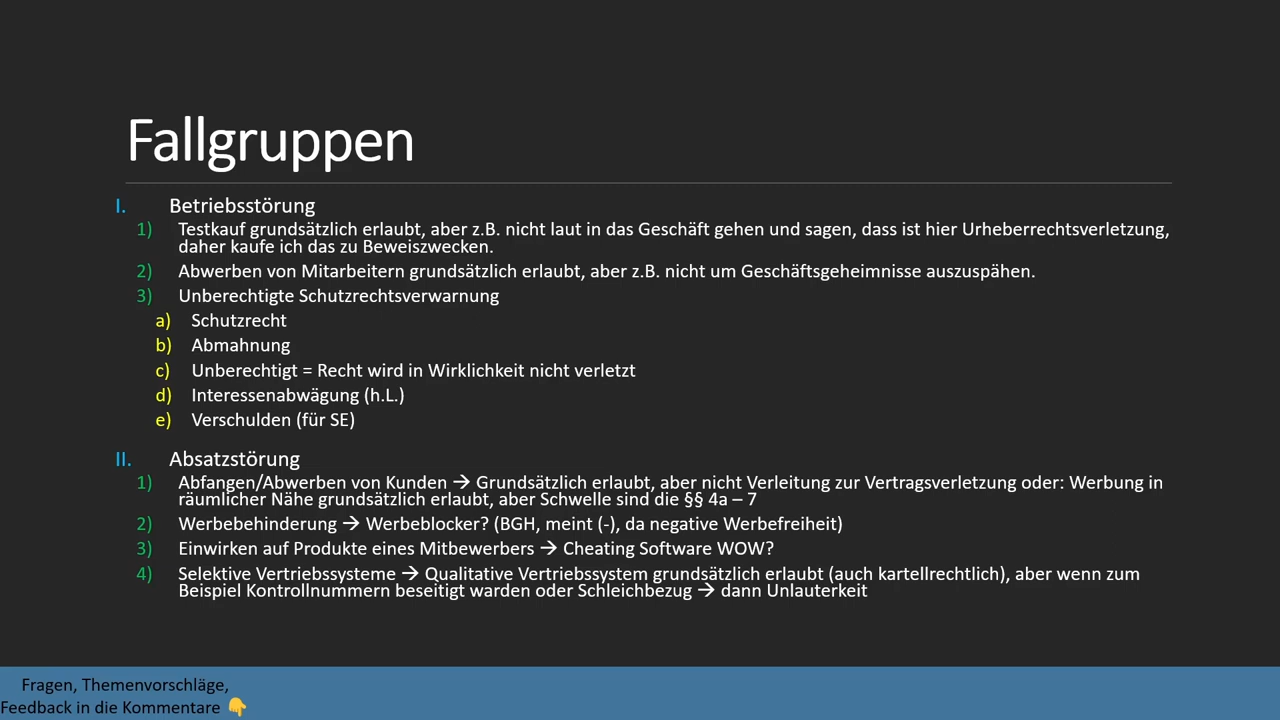 Fallgruppen
I. Betriebsstörung
1) Testkauf grundsätzlich erlaubt, aber z.B. nicht laut in das Geschäft gehen und sagen, dass ist hier Urheberrechtsverletzung,
daher kaufe ich das zu Beweiszwecken.
2) Abwerben von Mitarbeitern grundsätzlich erlaubt, aber z.B. nicht um Geschäftsgeheimnisse auszuspähen.
3) Unberechtigte Schutzrechtsverwarnung
a) Schutzrecht
b) Abmahnung
c) Unberechtigt = Recht wird in Wirklichkeit nicht verletzt
d) Interessenabwägung (h.L.)
e) Verschulden (für SE)
II. Absatzstörung
1) Abfangen/Abwerben von Kunden → Grundsätzlich erlaubt, aber nicht Verleitung zur Vertragsverletzung oder: Werbung in
räumlicher Nähe grundsätzlich erlaubt, aber Schwelle sind die §§ 4a – 7
2) Werbebehinderung → Werbeblocker? (BGH, meint (-), da negative Werbefreiheit)
3) Einwirken auf Produkte eines Mitbewerbers → Cheating Software WOW?
4) Selektive Vertriebssysteme → Qualitative Vertriebssystem grundsätzlich erlaubt (auch kartellrechtlich), aber wenn zum
Beispiel Kontrollnummern beseitigt warden oder Schleichbezug → dann Unlauterkeit
Fragen, Themenvorschläge,
Feedback in die Kommentare 👇